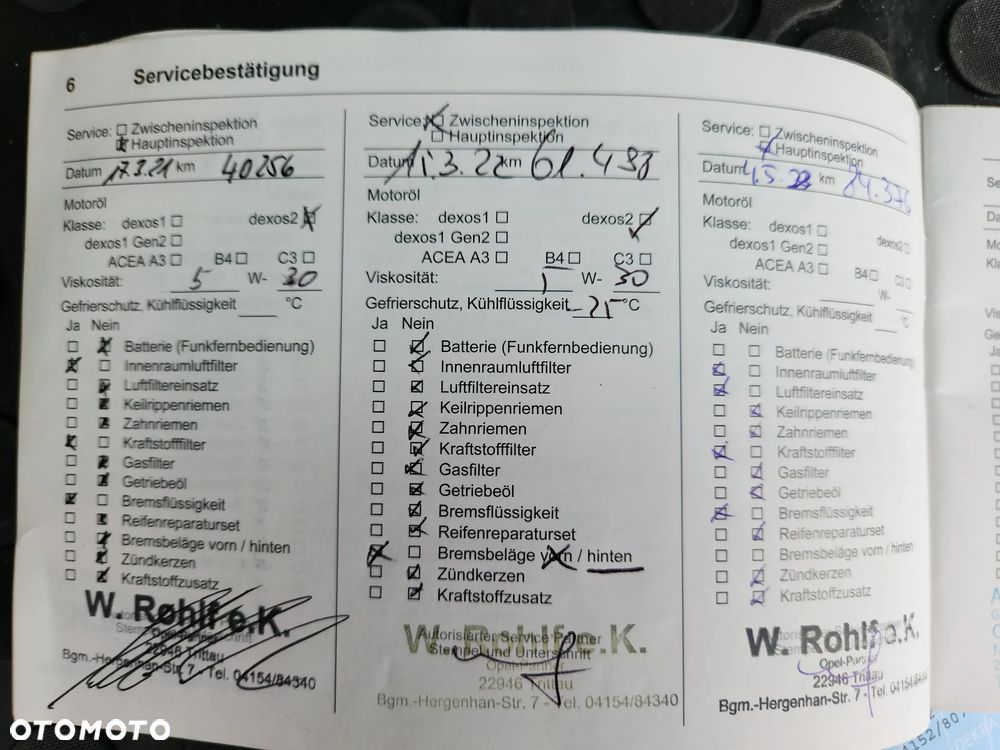 6 Servicebestätigung
Service: Zwischeninspektion
Hauptinspektion
Datum 17.3.21 km 40256
Motoröl
Klasse: dexos1 dexos2
dexos1 Gen2
ACEA A3 B4 C3
Viskosität: 5 W- 30
Gefrierschutz, Kühlflüssigkeit °C
Ja Nein
Batterie (Funkfernbedienung)
Innenraumluftfilter
Luftfiltereinsatz
Keilrippenriemen
Zahnriemen
Kraftstofffilter
Gasfilter
Getriebeöl
Bremsflüssigkeit
Reifenreparaturset
Bremsbeläge vorn / hinten
Zündkerzen
Kraftstoffzusatz
W. Rohlf e.K.
Opel-Partner
22946 Trittau
Bgm.-Hergenhan-Str. 7 - Tel. 04154/84340
Service: Zwischeninspektion
Hauptinspektion
Datum 11.3.22 km 61.493
Motoröl
Klasse: dexos1 dexos2
dexos1 Gen2
ACEA A3 B4 C3
Viskosität: W- 30
Gefrierschutz, Kühlflüssigkeit °C
Ja Nein
Batterie (Funkfernbedienung)
Innenraumluftfilter
Luftfiltereinsatz
Keilrippenriemen
Zahnriemen
Kraftstofffilter
Gasfilter
Getriebeöl
Bremsflüssigkeit
Reifenreparaturset
Bremsbeläge vorn / hinten
Zündkerzen
Kraftstoffzusatz
W. Rohlf e.K.
Autorisierter Service Partner
Stempel und Unterschrift
Opel-Partner
22946 Trittau
Bgm.-Hergenhan-Str. 7 - Tel. 04154/84340
Service: Zwischeninspektion
Hauptinspektion
Datum km 84.376
Motoröl
Klasse: dexos1 dexos2
dexos1 Gen2
ACEA A3 B4 C3
Viskosität: W-
Gefrierschutz, Kühlflüssigkeit °C
Ja Nein
Batterie (Funkfernbedienung)
Innenraumluftfilter
Luftfiltereinsatz
Keilrippenriemen
Zahnriemen
Kraftstofffilter
Gasfilter
Getriebeöl
Bremsflüssigkeit
Reifenreparaturset
Bremsbeläge vorn / hinten
Zündkerzen
Kraftstoffzusatz
W. Rohlf e.K.
Opel-Partner
22946 Trittau
Bgm.-Hergenhan-Str. 7 - Tel. 04154/84340
DEKRA
OTOMOTO